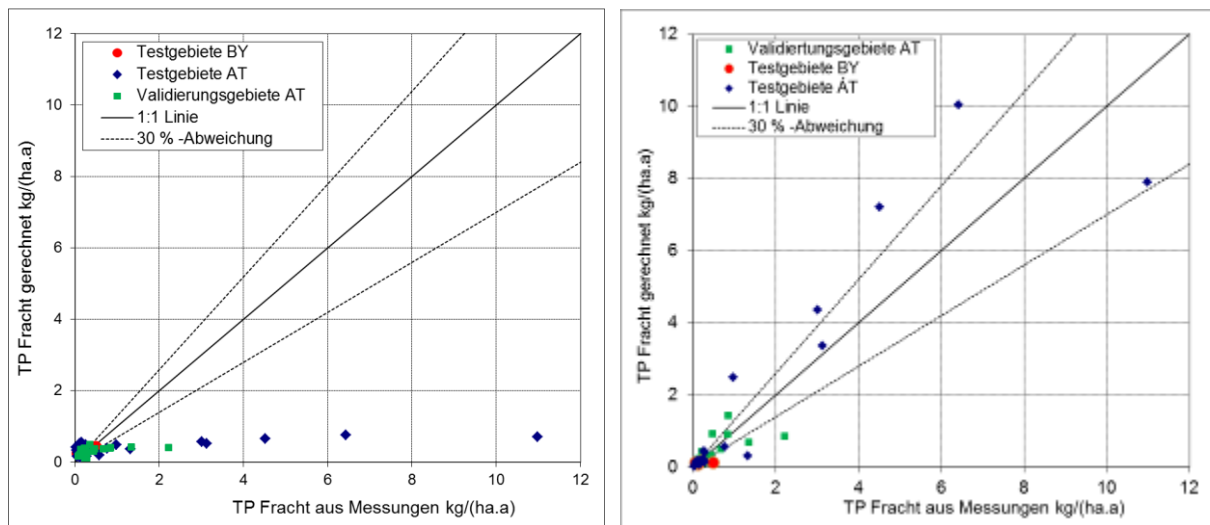 12
10
8
6
4
2
0
TP Fracht gerechnet kg/(ha.a)
Testgebiete BY
Testgebiete AT
Validierungsgebiete AT
1:1 Linie
30 % -Abweichung
0 2 4 6 8 10 12
TP Fracht aus Messungen kg/(ha.a)
12
10
8
6
4
2
0
TP Fracht gerechnet kg/(ha.a)
Validiertungsgebiete AT
Testgebiete BY
Testgebiete AT
1:1 Linie
30 % -Abweichung
0 2 4 6 8 10 12
TP Fracht aus Messungen kg/(ha.a)